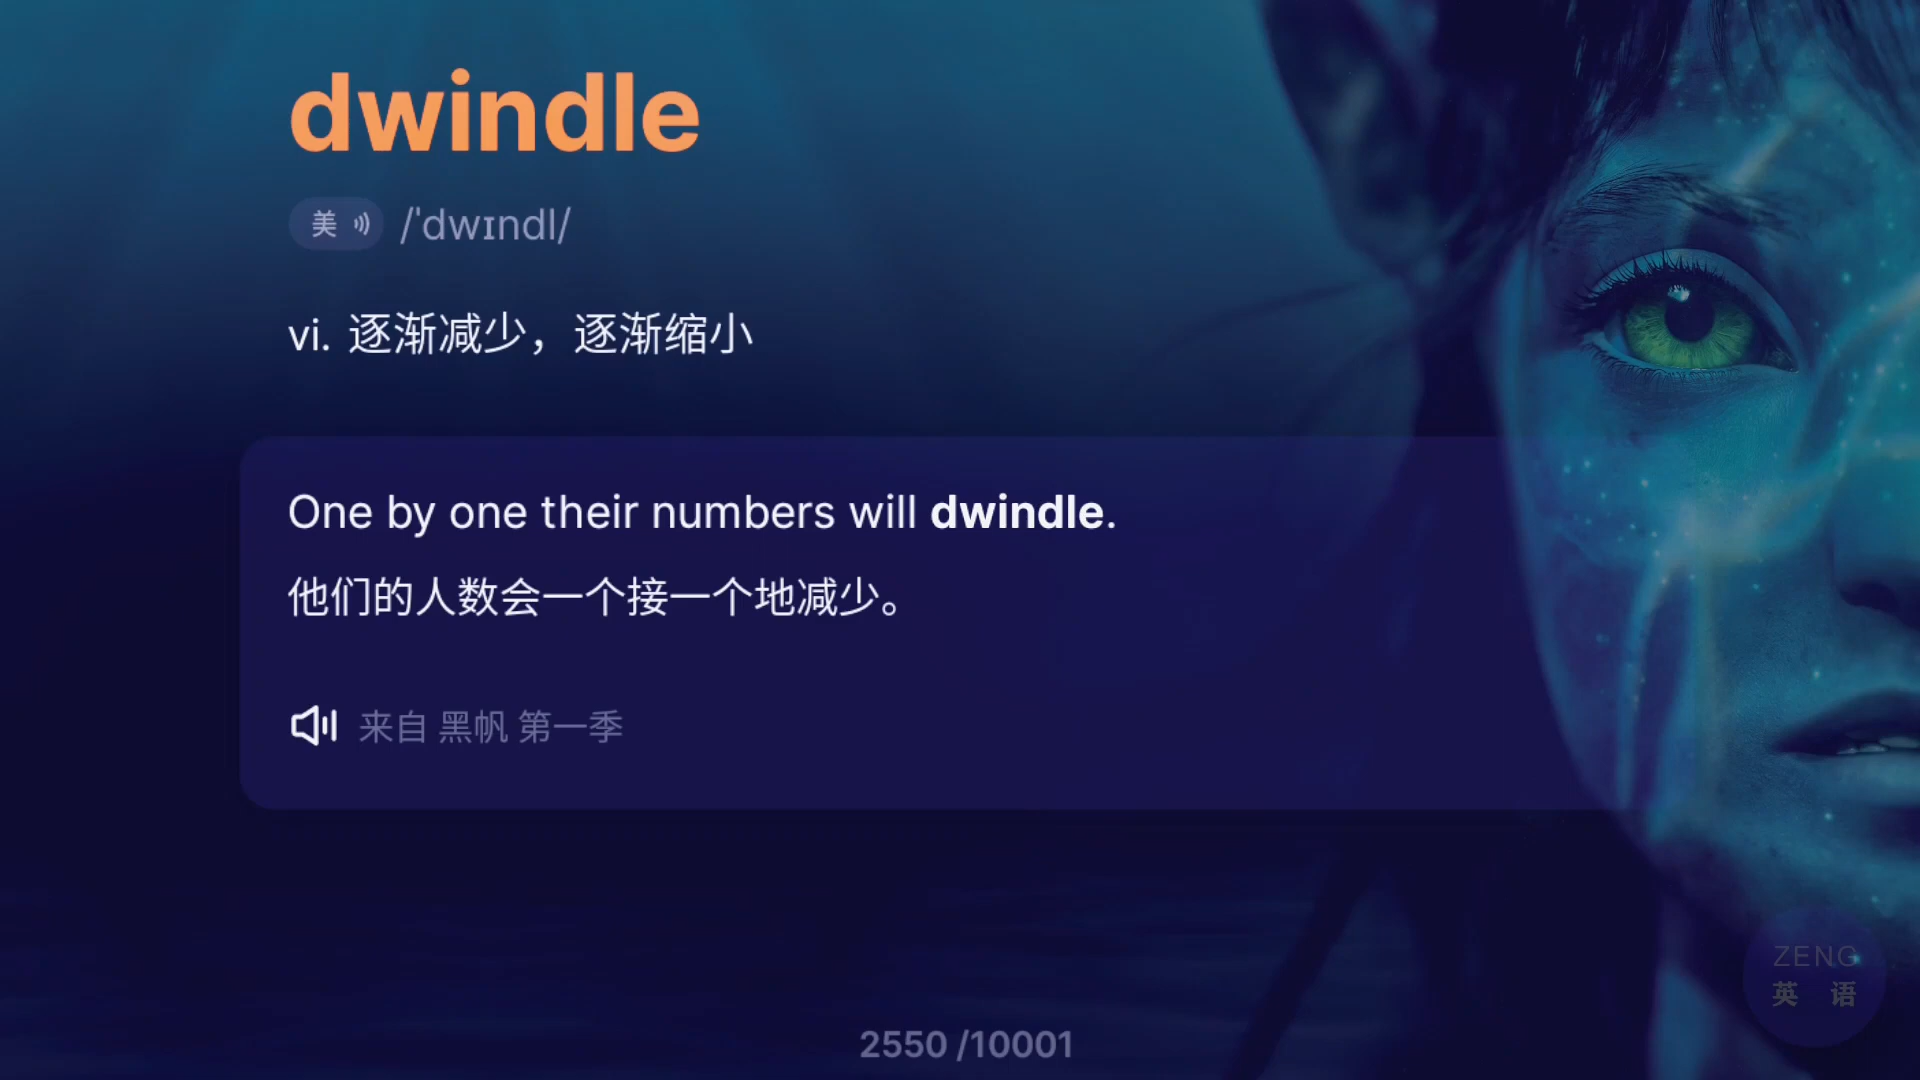 dwindle
美 /ˈdwɪndl/
vi. 逐渐减少，逐渐缩小
One by one their numbers will dwindle.
他们的人数会一个接一个地减少。
来自 黑帆 第一季
ZENG
英 语
2550 /10001